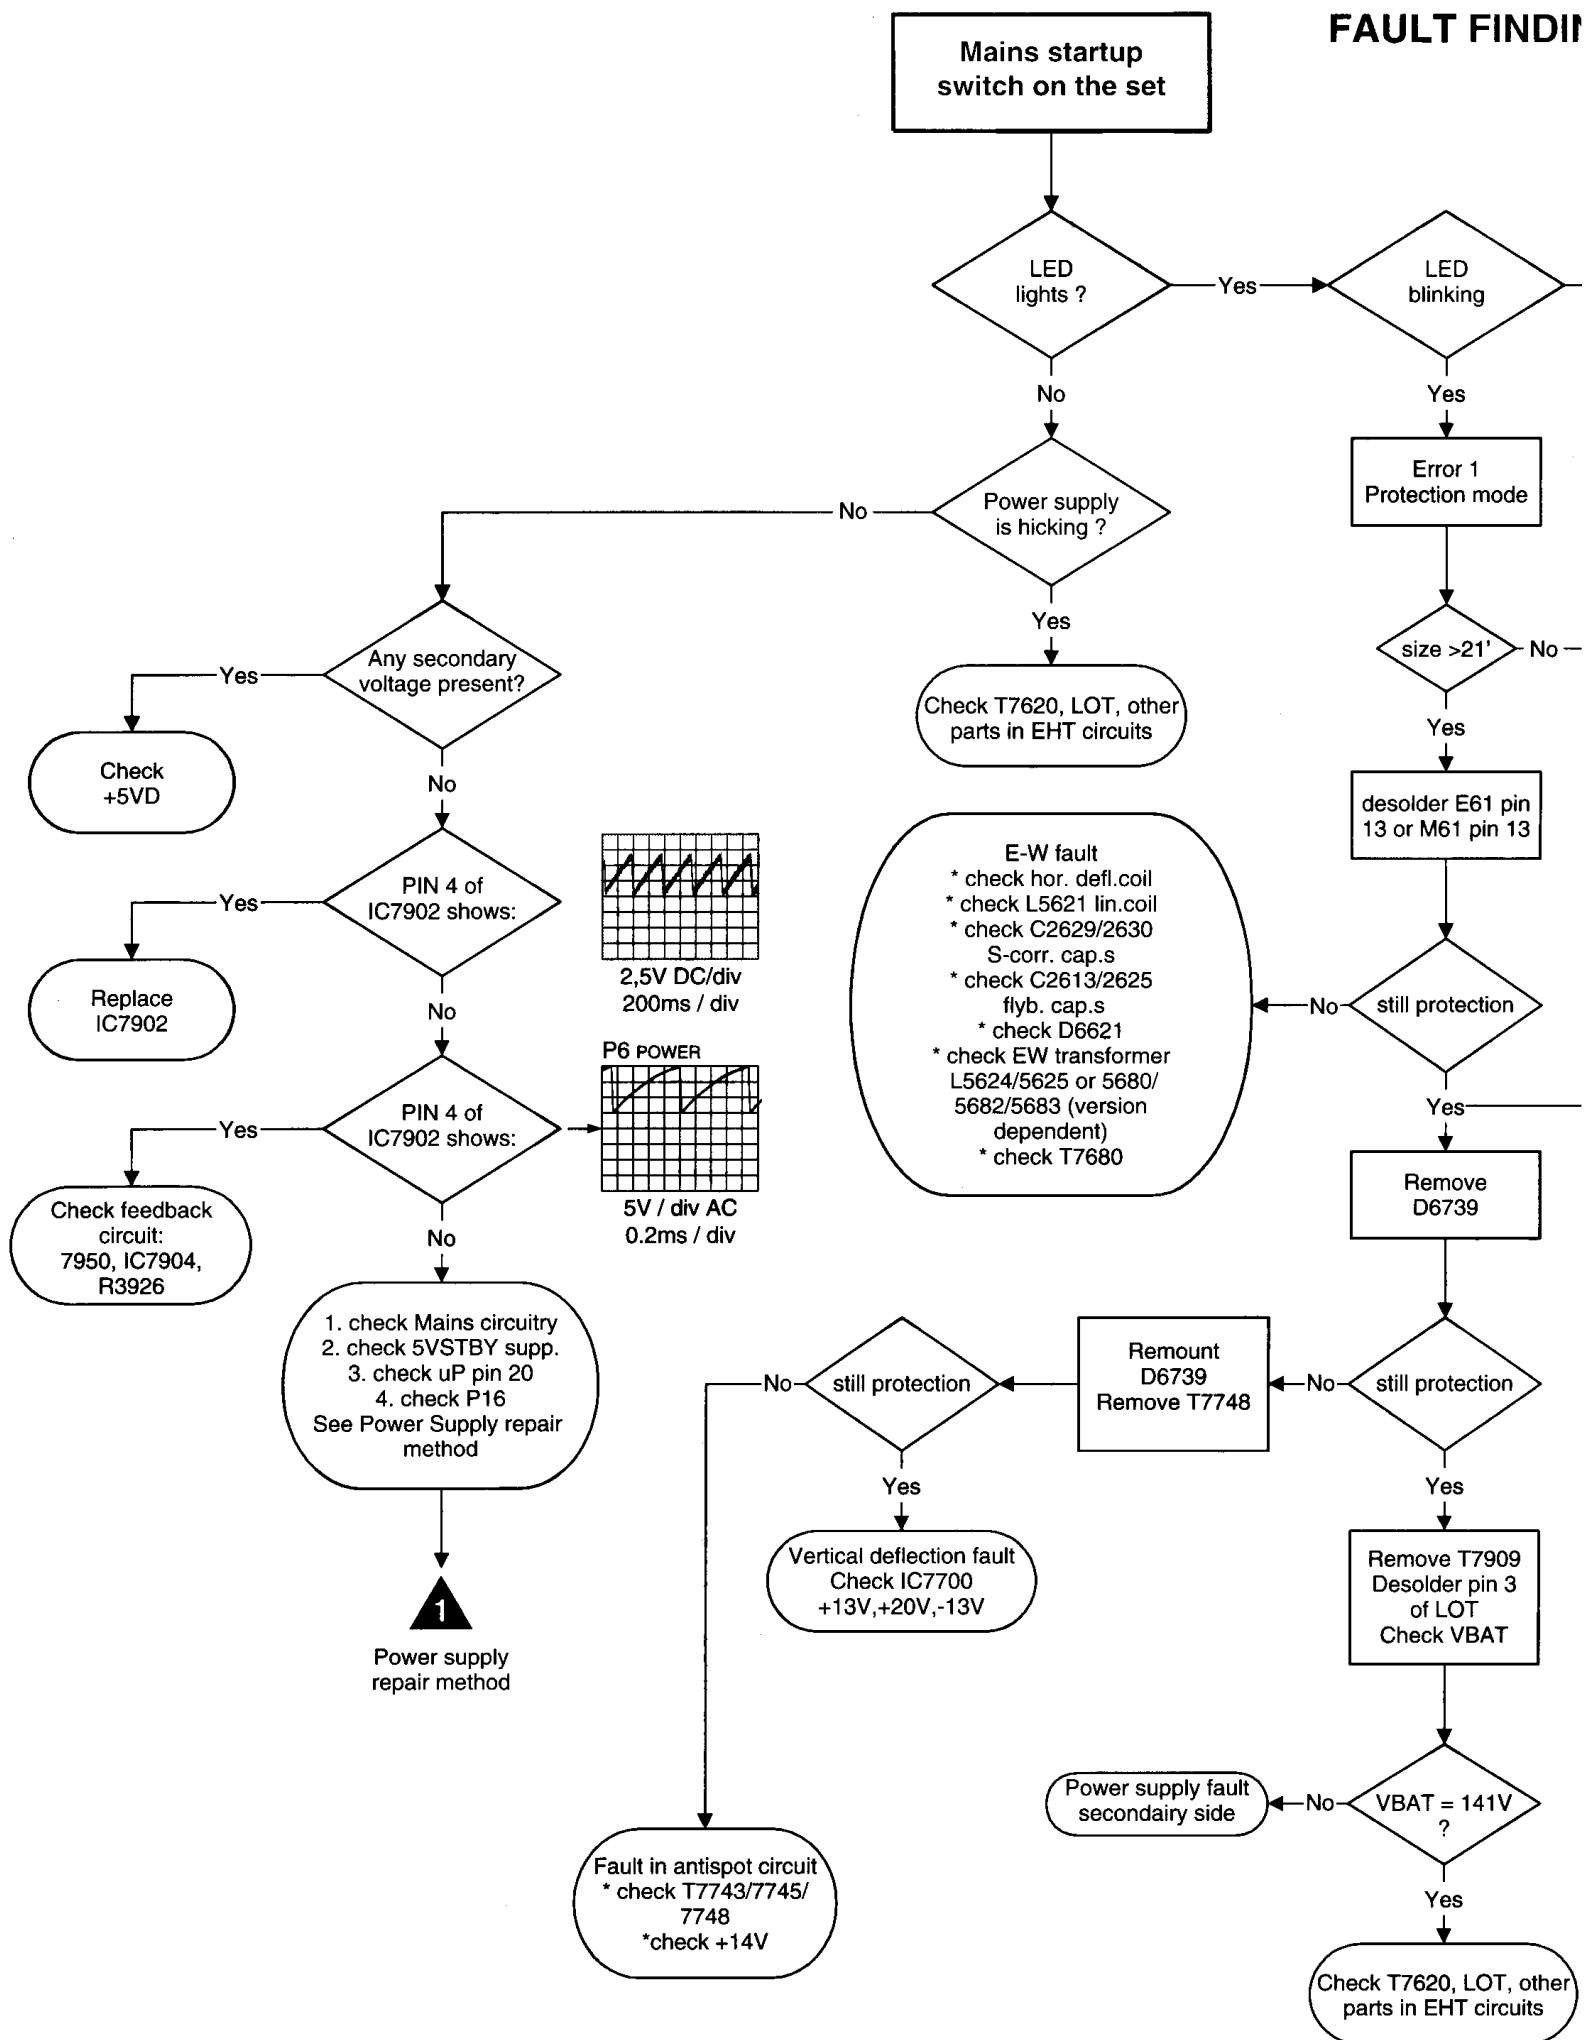 FAULT FINDIN
Mains startup
switch on the set
LED
lights ?
Yes
LED
blinking
No
Yes
Error 1
Protection mode
Power supply
is hicking ?
No
Yes
size >21'
No
Any secondary
voltage present?
Yes
Check T7620, LOT, other
parts in EHT circuits
Yes
Check
+5VD
No
desolder E61 pin
13 or M61 pin 13
PIN 4 of
IC7902 shows:
Yes
2,5V DC/div
200ms / div
Replace
IC7902
No
E-W fault
* check hor. defl.coil
* check L5621 lin.coil
* check C2629/2630
S-corr. cap.s
* check C2613/2625
flyb. cap.s
* check D6621
* check EW transformer
L5624/5625 or 5680/
5682/5683 (version
dependent)
* check T7680
No
still protection
Yes
P6 POWER
PIN 4 of
IC7902 shows:
Yes
5V / div AC
0.2ms / div
Check feedback
circuit:
7950, IC7904,
R3926
No
Remove
D6739
1. check Mains circuitry
2. check 5VSTBY supp.
3. check uP pin 20
4. check P16
See Power Supply repair
method
No
still protection
Remount
D6739
Remove T7748
No
still protection
Yes
Yes
Vertical deflection fault
Check IC7700
+13V,+20V,-13V
Remove T7909
Desolder pin 3
of LOT
Check VBAT
1
Power supply
repair method
Power supply fault
secondairy side
No
VBAT = 141V
?
Yes
Fault in antispot circuit
* check T7743/7745/
7748
*check +14V
Check T7620, LOT, other
parts in EHT circuits